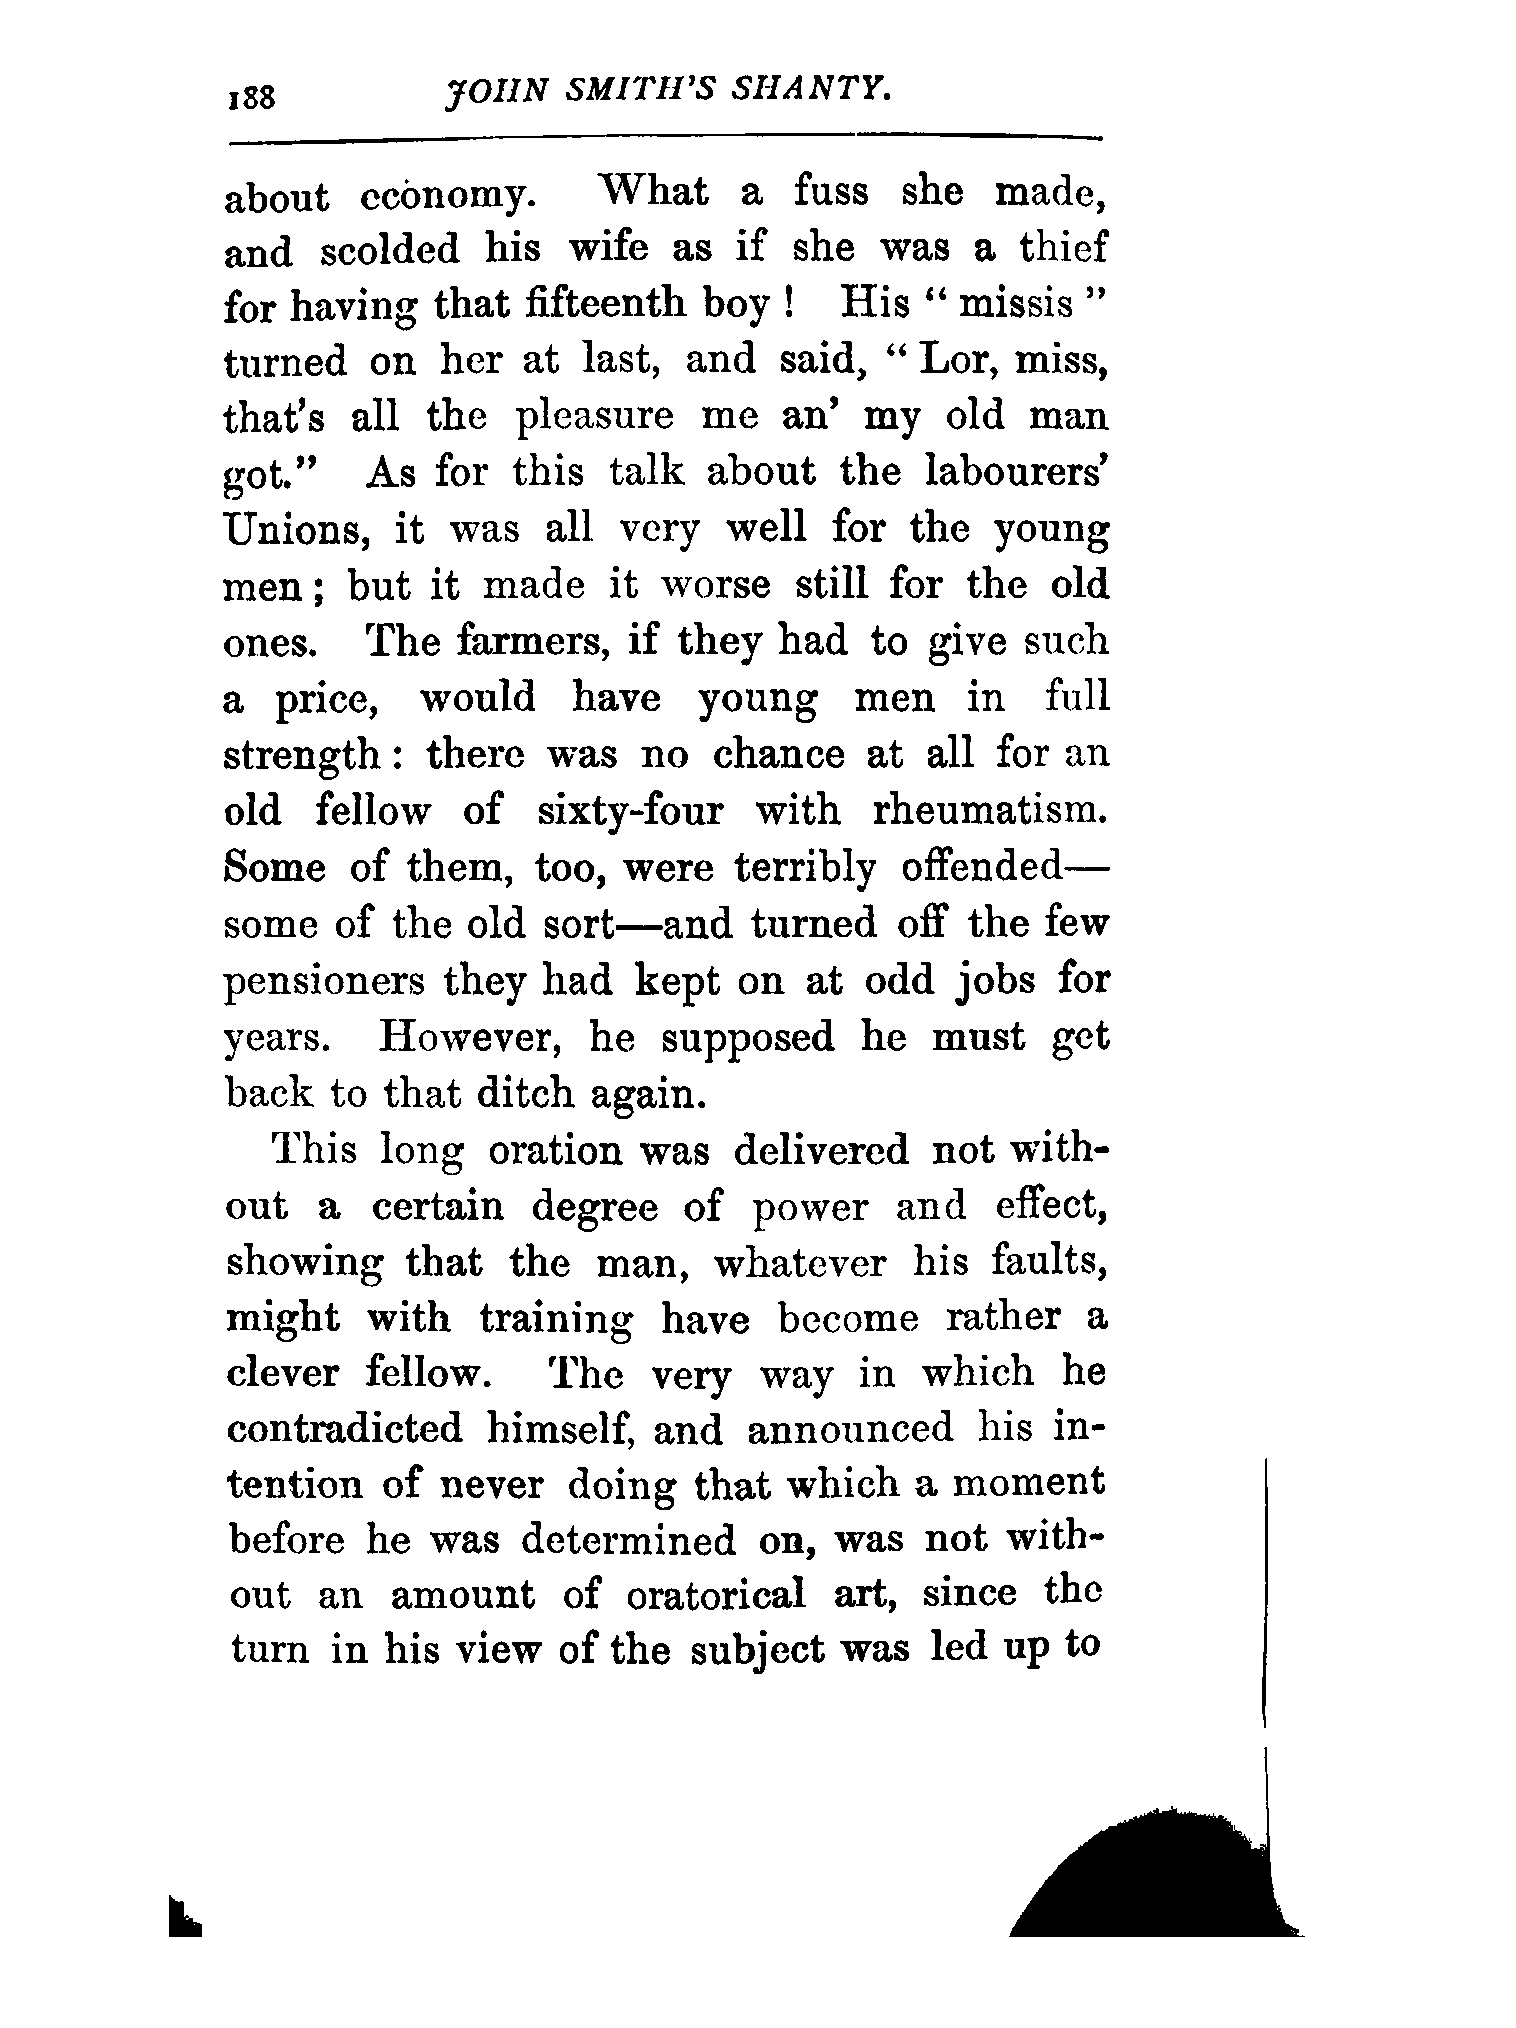 188 JOHN SMITH'S SHANTY.
about economy. What a fuss she made,
and scolded his wife as if she was a thief
for having that fifteenth boy! His "missis"
turned on her at last, and said, "Lor, miss,
that's all the pleasure me an' my old man
got." As for this talk about the labourers'
Unions, it was all very well for the young
men; but it made it worse still for the old
ones. The farmers, if they had to give such
a price, would have young men in full
strength: there was no chance at all for an
old fellow of sixty-four with rheumatism.
Some of them, too, were terribly offended—
some of the old sort—and turned off the few
pensioners they had kept on at odd jobs for
years. However, he supposed he must get
back to that ditch again.
This long oration was delivered not with-
out a certain degree of power and effect,
showing that the man, whatever his faults,
might with training have become rather a
clever fellow. The very way in which he
contradicted himself, and announced his in-
tention of never doing that which a moment
before he was determined on, was not with-
out an amount of oratorical art, since the
turn in his view of the subject was led up to